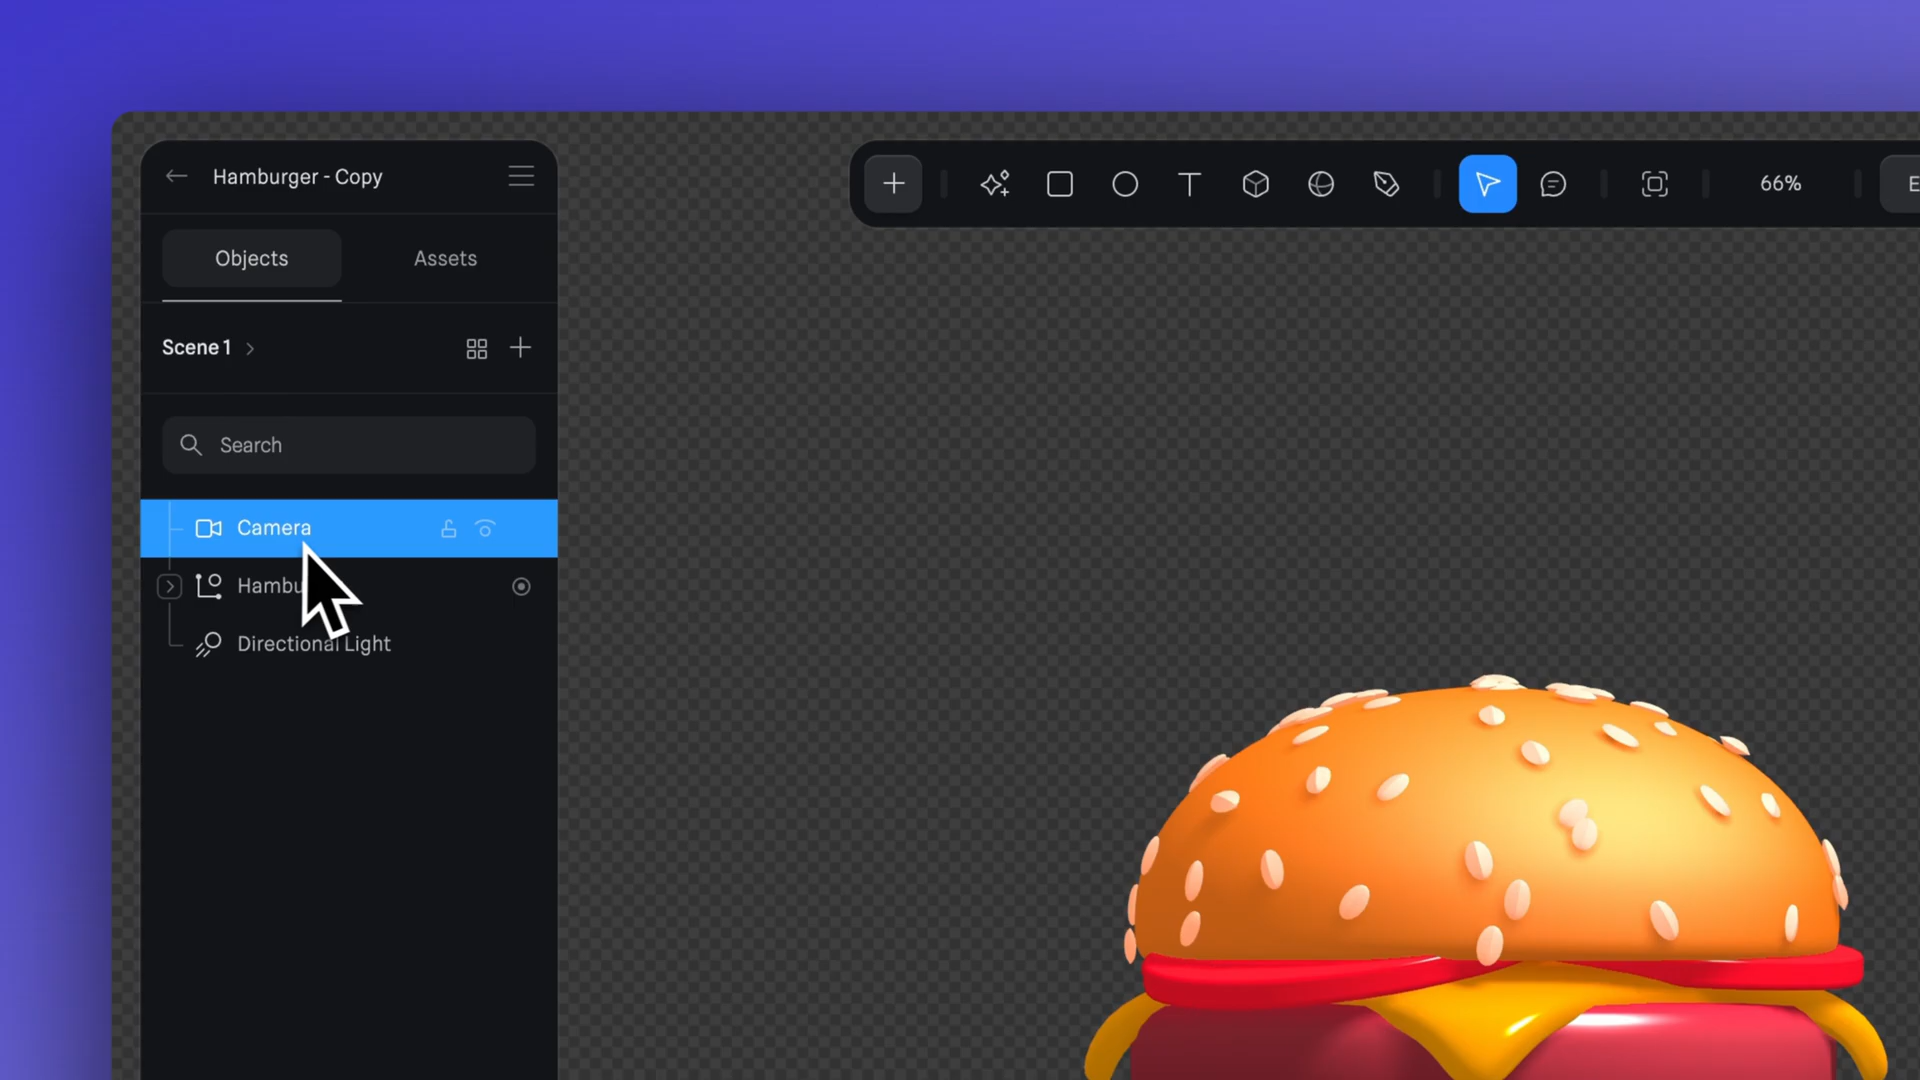 Hamburger - Copy
66%
E
Objects
Assets
Scene 1
Search
Camera
Hambu
Directional Light